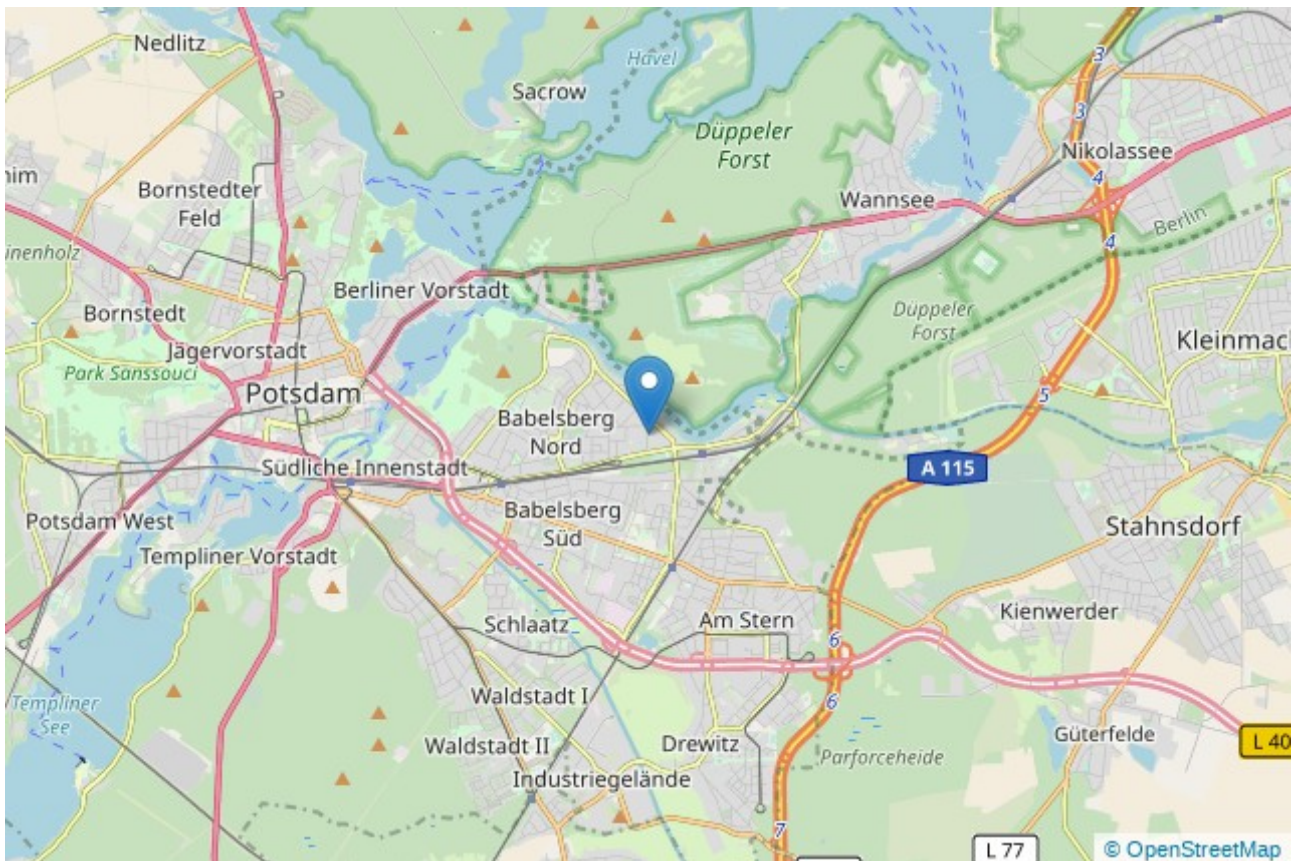 Nedlitz
Havel
Sacrow
3
3
Düppeler
Forst
Nikolassee
4
him
Bornstedter
Feld
Wannsee
Berlin
4
Berliner Vorstadt
Bornstedt
Düppeler
Forst
Jägervorstadt
Park Sanssouci
Potsdam
5
Babelsberg
Nord
Südliche Innenstadt
A 115
Potsdam West
Babelsberg
Süd
Stahnsdorf
Templiner Vorstadt
Schlaatz
Am Stern
Kienwerder
6
Waldstadt I
6
Templiner
See
Waldstadt II
Drewitz
Parforceheide
Güterfelde
L 40
Industriegelände
7
L 77
© OpenStreetMap